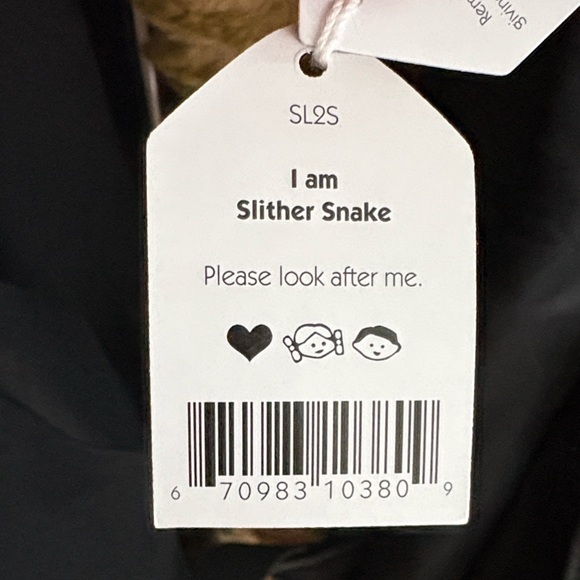 SL2S
I am
Slither Snake
Please look after me.
6 70983 10380 9